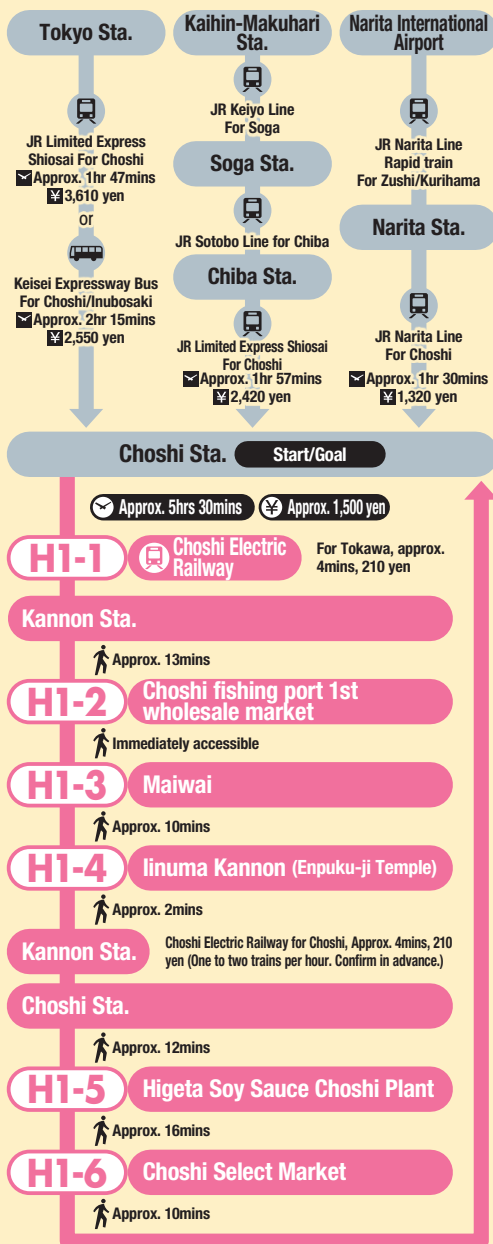 Tokyo Sta.
JR Limited Express
Shiosai For Choshi
Approx. 1hr 47mins
¥ 3,610 yen
or
Keisei Expressway Bus
For Choshi/Inubosaki
Approx. 2hr 15mins
¥ 2,550 yen
Kaihin-Makuhari
Sta.
JR Keiyo Line
For Soga
Soga Sta.
JR Sotobo Line for Chiba
Chiba Sta.
JR Limited Express Shiosai
For Choshi
Approx. 1hr 57mins
¥ 2,420 yen
Narita International
Airport
JR Narita Line
Rapid train
For Zushi/Kurihama
Narita Sta.
JR Narita Line
For Choshi
Approx. 1hr 30mins
¥ 1,320 yen
Choshi Sta. Start/Goal
Approx. 5hrs 30mins ¥ Approx. 1,500 yen
H1-1 Choshi Electric
Railway
For Tokawa, approx.
4mins, 210 yen
Kannon Sta.
Approx. 13mins
H1-2 Choshi fishing port 1st
wholesale market
Immediately accessible
H1-3 Maiwai
Approx. 10mins
H1-4 Iinuma Kannon (Enpuku-ji Temple)
Approx. 2mins
Kannon Sta.
Choshi Electric Railway for Choshi, Approx. 4mins, 210
yen (One to two trains per hour. Confirm in advance.)
Choshi Sta.
Approx. 12mins
H1-5 Higeta Soy Sauce Choshi Plant
Approx. 16mins
H1-6 Choshi Select Market
Approx. 10mins